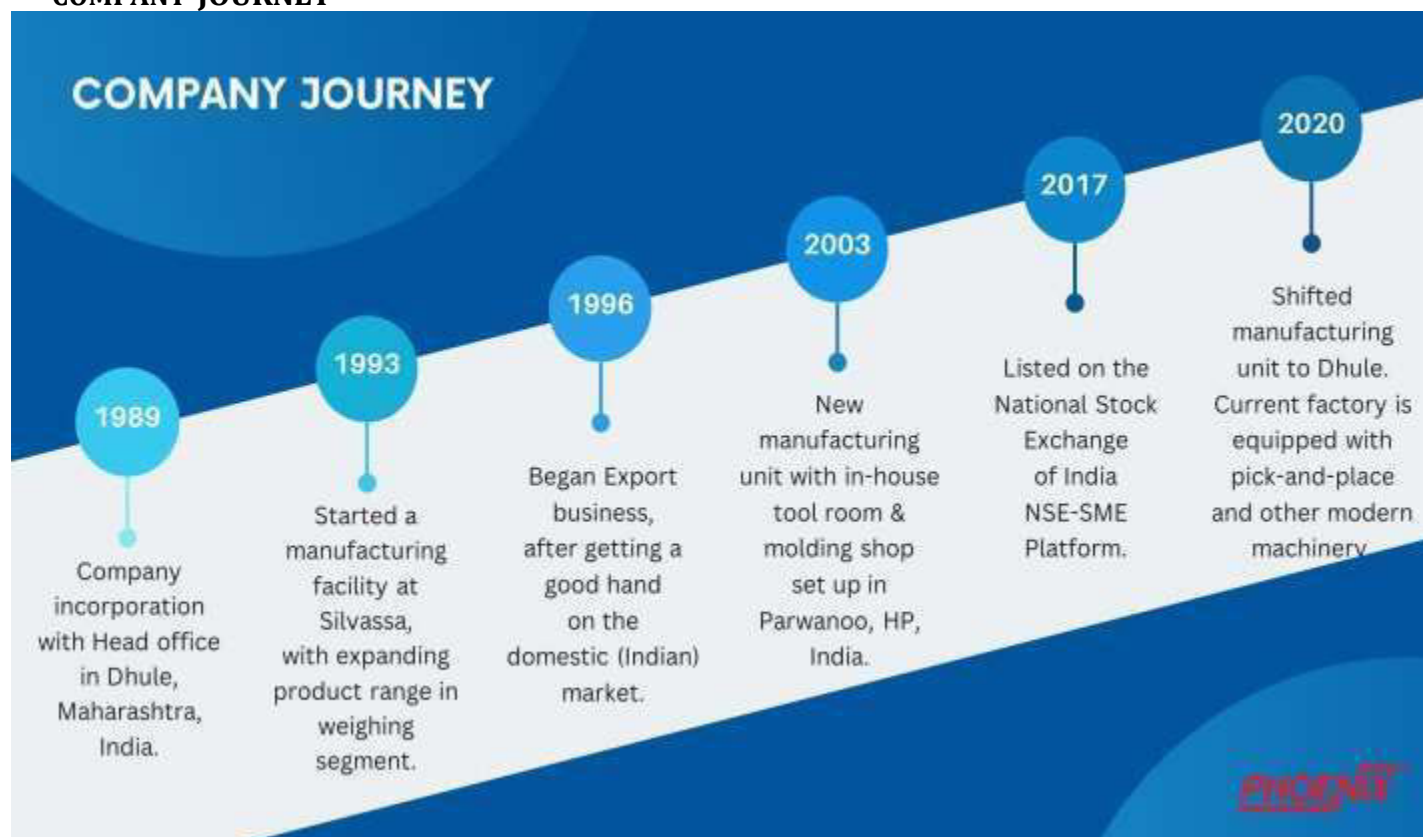 COMPANY JOURNEY
COMPANY JOURNEY
1989
Company
incorporation
with Head office
in Dhule,
Maharashtra,
India.
1993
Started a
manufacturing
facility at
Silvassa,
with expanding
product range in
weighing
segment.
1996
Began Export
business,
after getting a
good hand
on the
domestic (Indian)
market.
2003
New
manufacturing
unit with in-house
tool room &
molding shop
set up in
Parwanoo, HP,
India.
2017
Listed on the
National Stock
Exchange
of India
NSE-SME
Platform.
2020
Shifted
manufacturing
unit to Dhule.
Current factory is
equipped with
pick-and-place
and other modern
machinery
PHOENIX